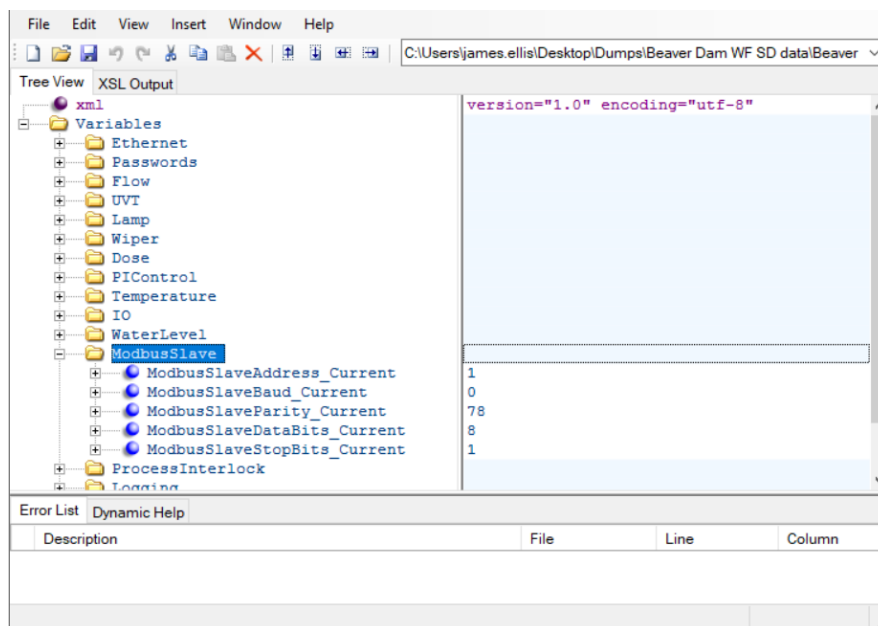 File Edit View Insert Window Help
C:\Users\james.ellis\Desktop\Dumps\Beaver Dam WF SD data\Beaver
Tree View XSL Output
xml version="1.0" encoding="utf-8"
Variables
Ethernet
Passwords
Flow
UVT
Lamp
Wiper
Dose
PIControl
Temperature
IO
WaterLevel
ModbusSlave
ModbusSlaveAddress_Current 1
ModbusSlaveBaud_Current 0
ModbusSlaveParity_Current 78
ModbusSlaveDataBits_Current 8
ModbusSlaveStopBits_Current 1
ProcessInterlock
Logging
Error List Dynamic Help
Description File Line Column